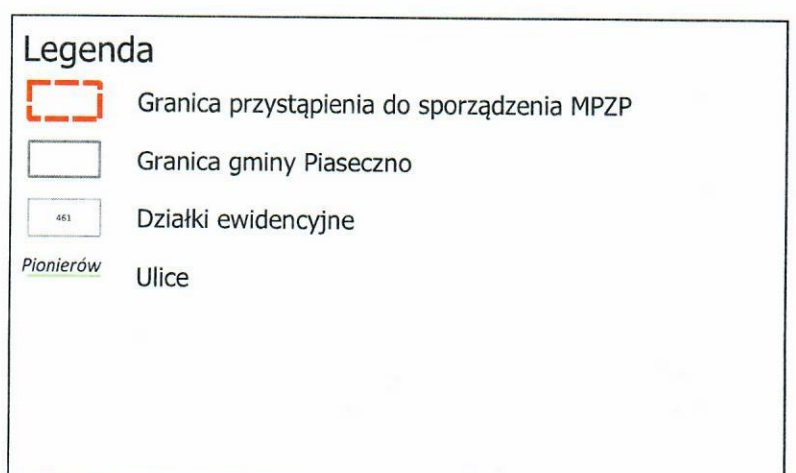 Legenda
Granica przystąpienia do sporządzenia MPZP
Granica gminy Piaseczno
461 Działki ewidencyjne
Pionierów Ulice